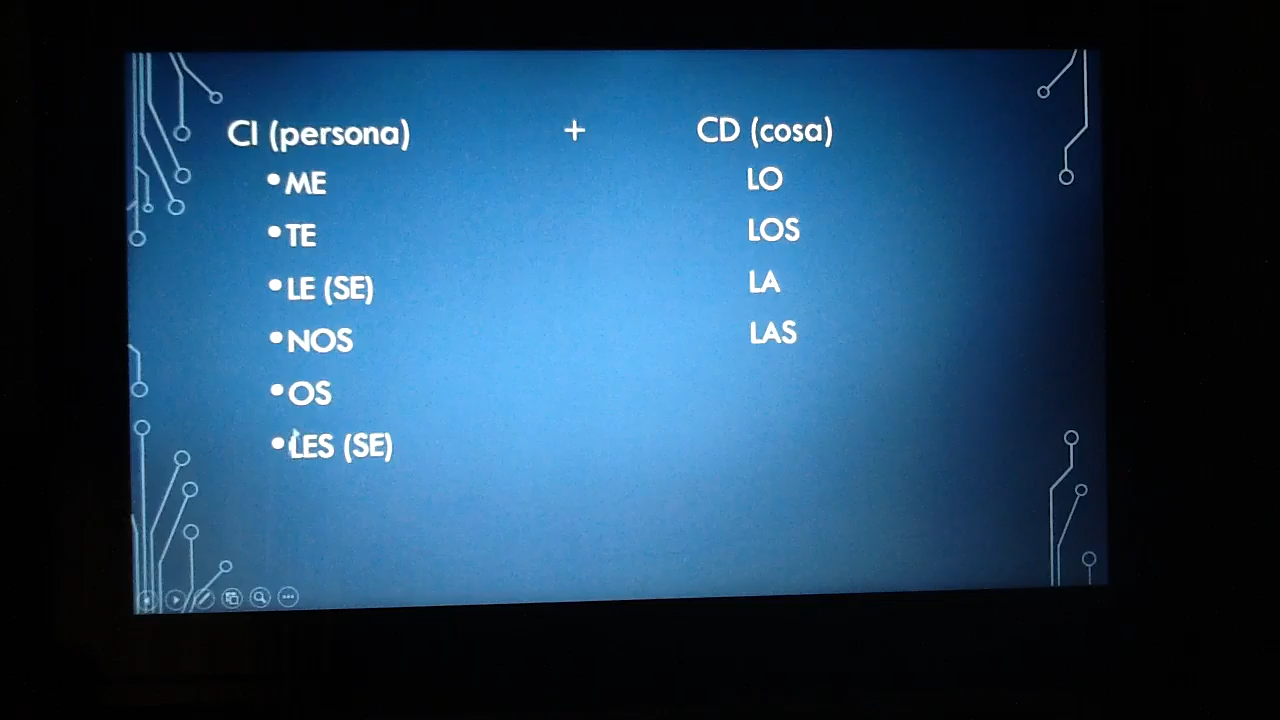 CI (persona) + CD (cosa)
•ME LO
•TE LOS
•LE (SE) LA
•NOS LAS
•OS
•LES (SE)